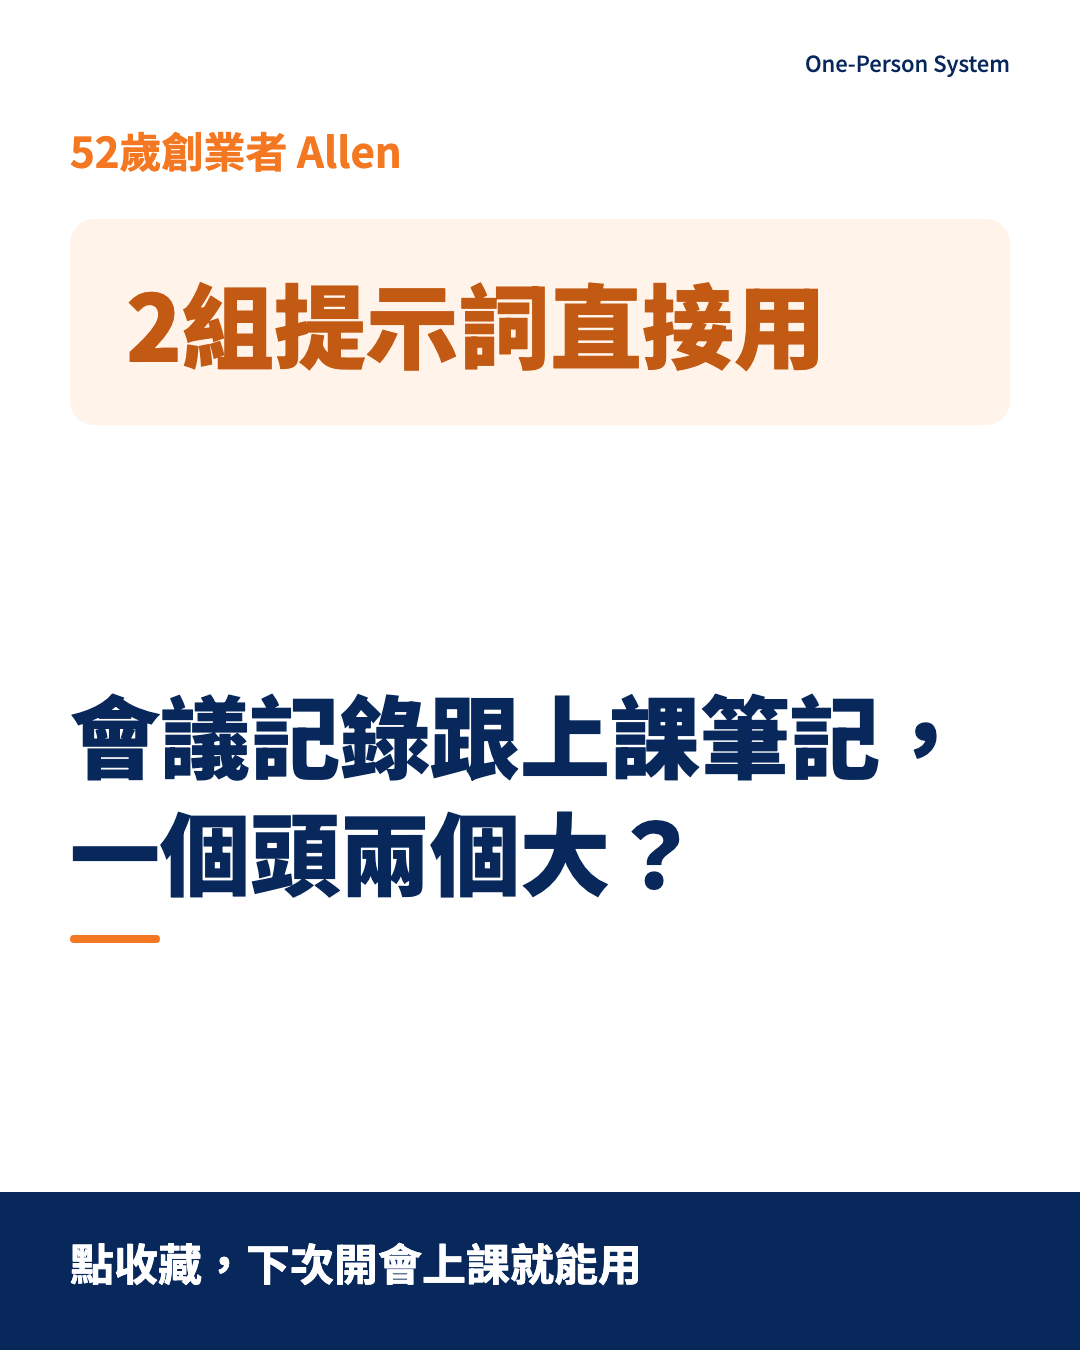 One-Person System
52歲創業者 Allen
2組提示詞直接用
會議記錄跟上課筆記，
一個頭兩個大？
點收藏，下次開會上課就能用